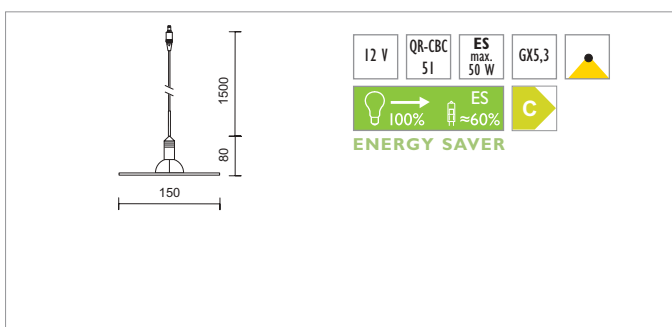 1500
80
150
12 V
QR-CBC
51
ES
max.
50 W
GX5,3
100%
ES
≈60%
C
ENERGY SAVER